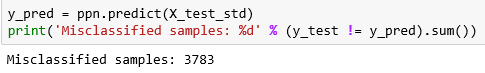 y_pred = ppn.predict(X_test_std)
print('Misclassified samples: %d' % (y_test != y_pred).sum())
Misclassified samples: 3783